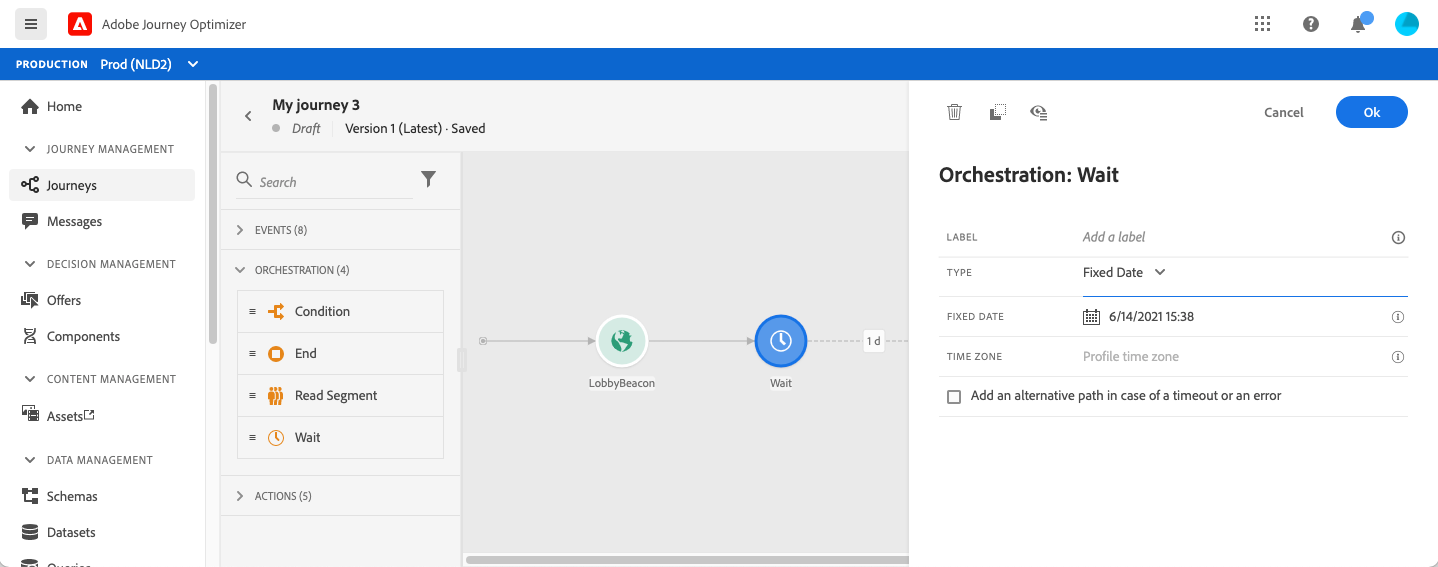 Adobe Journey Optimizer
PRODUCTION Prod (NLD2)
Home
JOURNEY MANAGEMENT
Journeys
Messages
DECISION MANAGEMENT
Offers
Components
CONTENT MANAGEMENT
Assets
DATA MANAGEMENT
Schemas
Datasets
My journey 3
Draft Version 1 (Latest) · Saved
Search
EVENTS (8)
ORCHESTRATION (4)
Condition
End
Read Segment
Wait
ACTIONS (5)
LobbyBeacon
Wait
1 d
Cancel Ok
Orchestration: Wait
LABEL Add a label
TYPE Fixed Date
FIXED DATE 6/14/2021 15:38
TIME ZONE Profile time zone
Add an alternative path in case of a timeout or an error